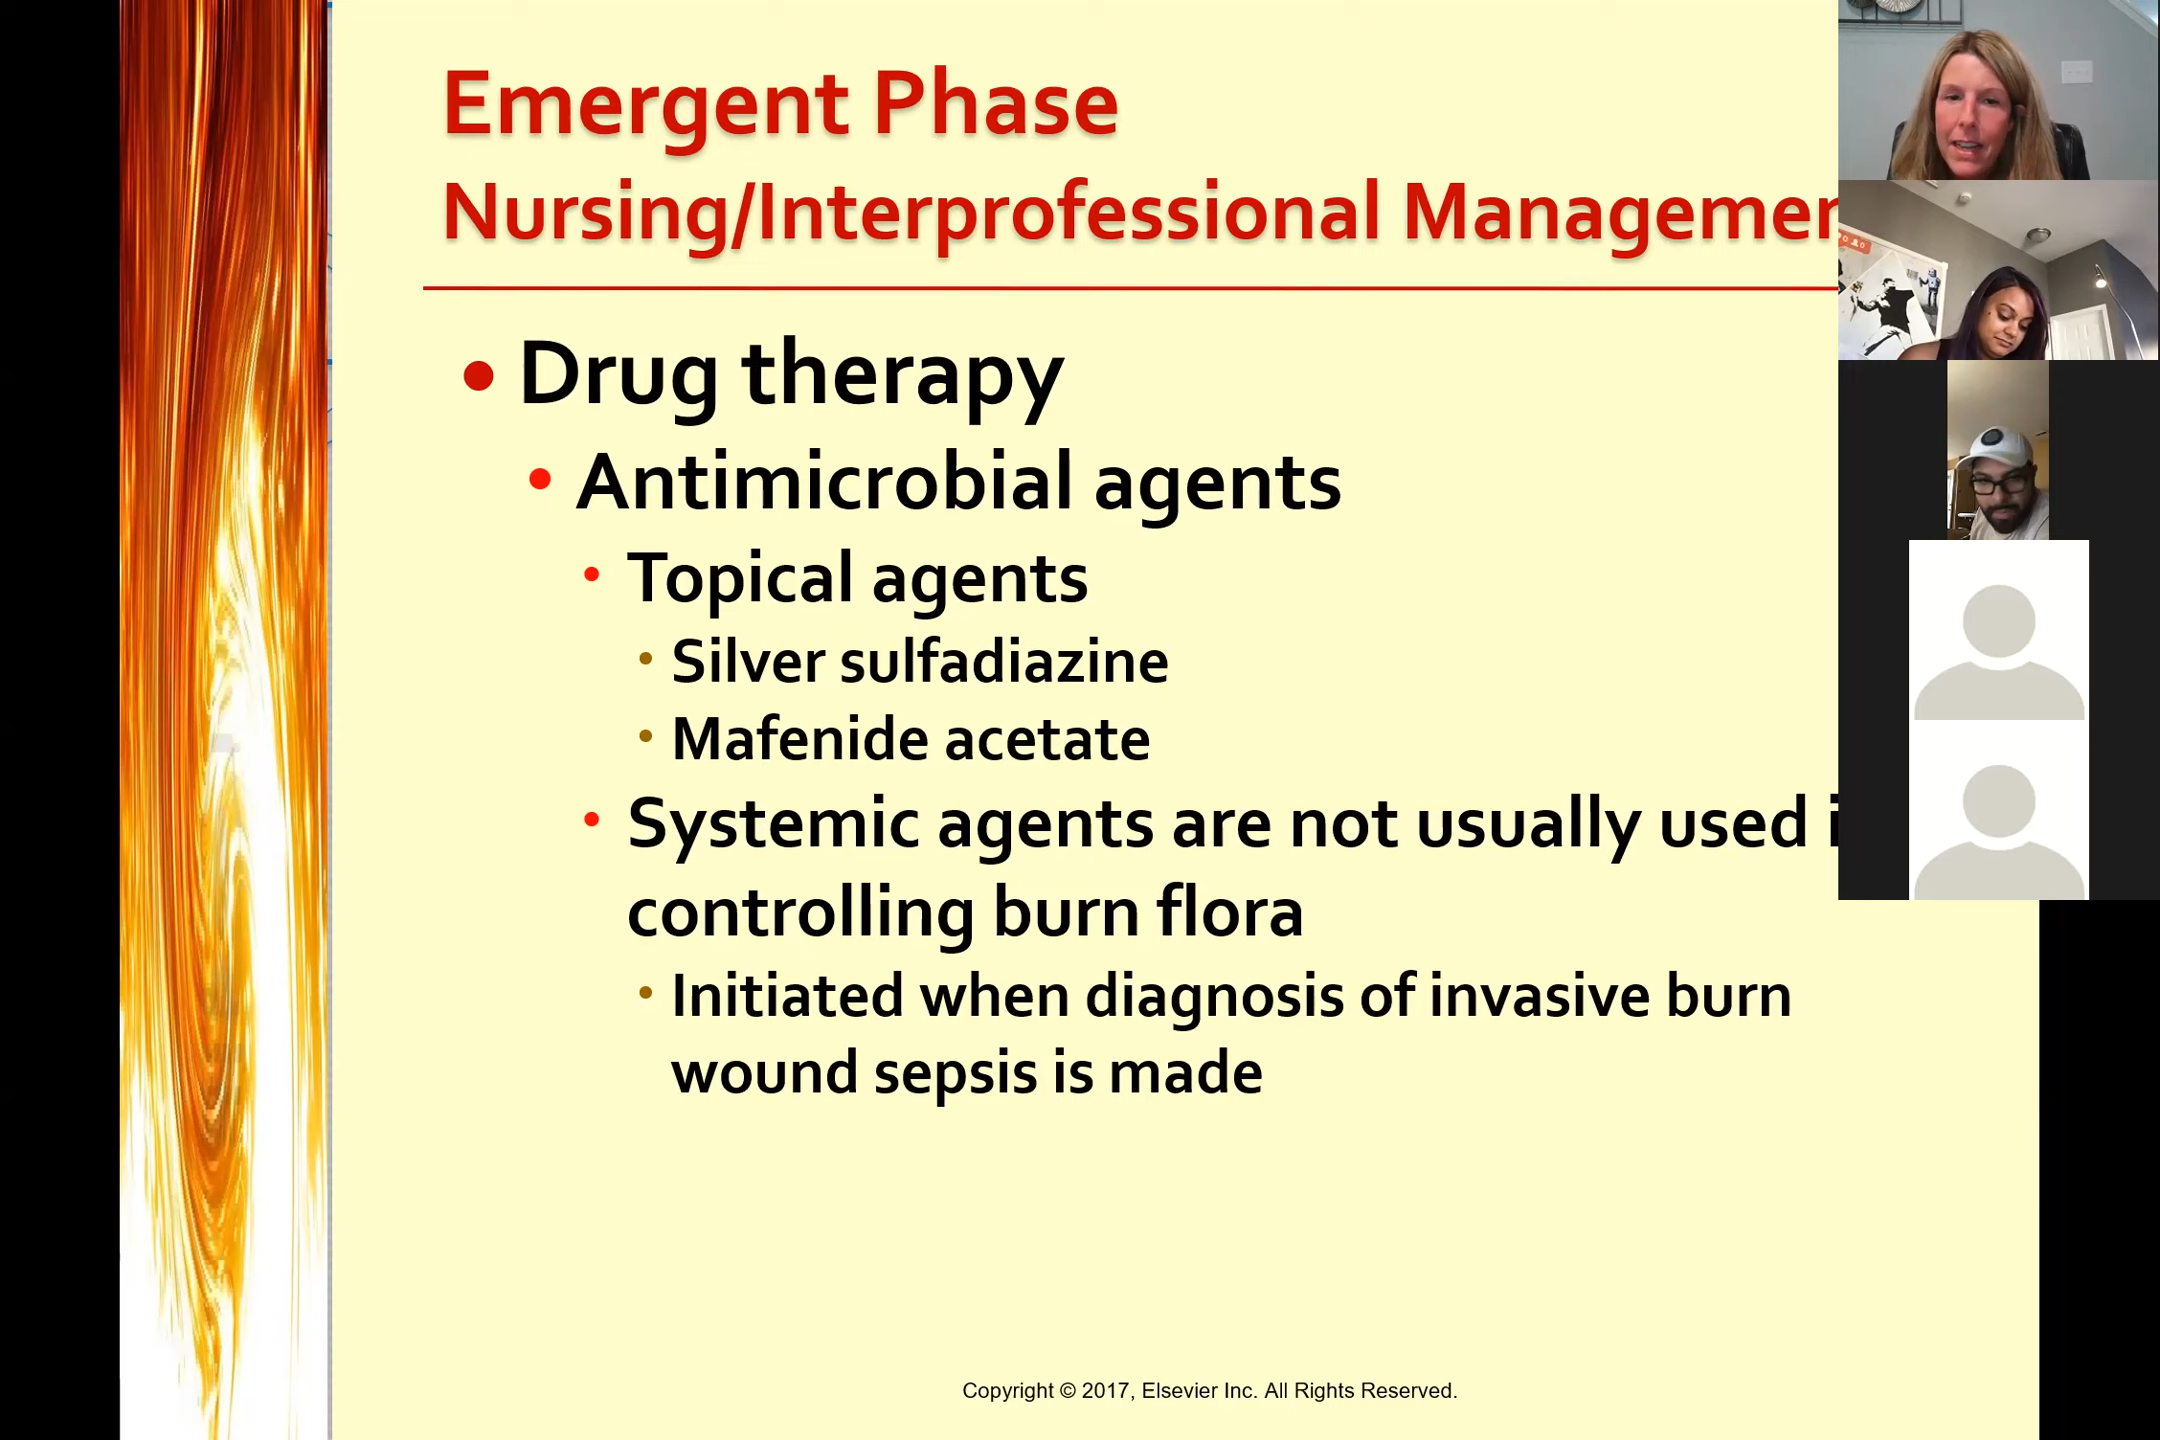 Emergent Phase
Nursing/Interprofessional
Drug therapy
Antimicrobial agents
Topical agents
Silver sulfadiazine
Mafenide acetate
Systemic agents are not usually used
controlling burn flora
Initiated when diagnosis of invasive burn
wound sepsis is made
Copyright © 2017, Elsevier Inc. All Rights Reserved.